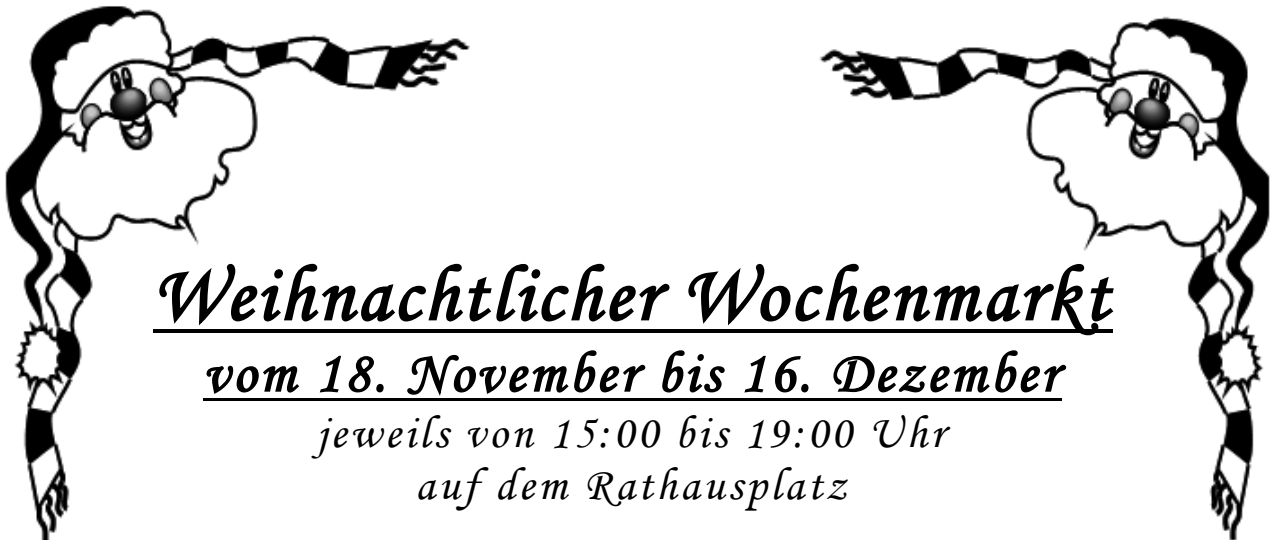 Weihnachtlicher Wochenmarkt
vom 18. November bis 16. Dezember
jeweils von 15:00 bis 19:00 Uhr
auf dem Rathausplatz